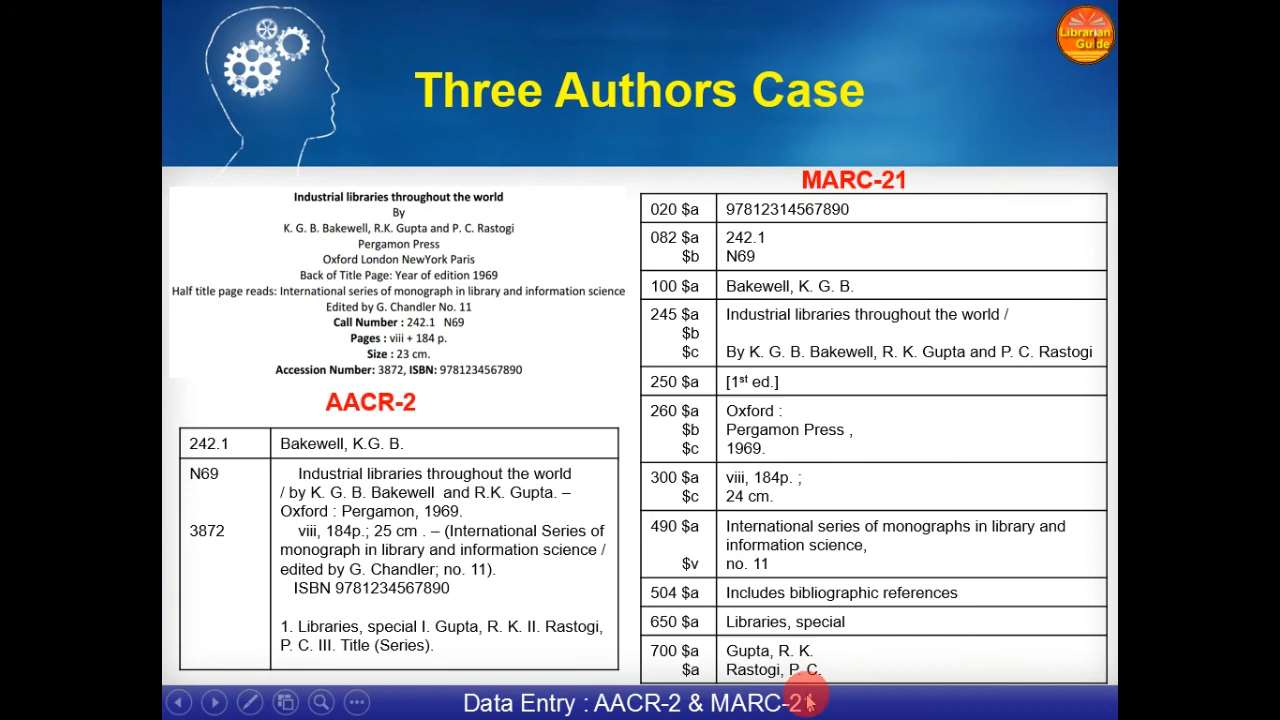 Librarian
Guide
Three Authors Case
Industrial libraries throughout the world
By
K. G. B. Bakewell, R.K. Gupta and P. C. Rastogi
Pergamon Press
Oxford London NewYork Paris
Back of Title Page: Year of edition 1969
Half title page reads: International series of monograph in library and information science
Edited by G. Chandler No. 11
Call Number : 242.1 N69
Pages : viii + 184 p.
Size : 23 cm.
Accession Number: 3872, ISBN: 9781234567890
AACR-2
242.1 Bakewell, K.G. B.
N69 Industrial libraries throughout the world
/ by K. G. B. Bakewell and R.K. Gupta. –
Oxford : Pergamon, 1969.
3872 viii, 184p.; 25 cm . – (International Series of
monograph in library and information science /
edited by G. Chandler; no. 11).
ISBN 9781234567890
1. Libraries, special I. Gupta, R. K. II. Rastogi,
P. C. III. Title (Series).
MARC-21
020 $a 97812314567890
082 $a 242.1
$b N69
100 $a Bakewell, K. G. B.
245 $a Industrial libraries throughout the world /
$b
$c By K. G. B. Bakewell, R. K. Gupta and P. C. Rastogi
250 $a [1st ed.]
260 $a Oxford :
$b Pergamon Press ,
$c 1969.
300 $a viii, 184p. ;
$c 24 cm.
490 $a International series of monographs in library and
information science,
$v no. 11
504 $a Includes bibliographic references
650 $a Libraries, special
700 $a Gupta, R. K.
$a Rastogi, P. C.
Data Entry : AACR-2 & MARC-21